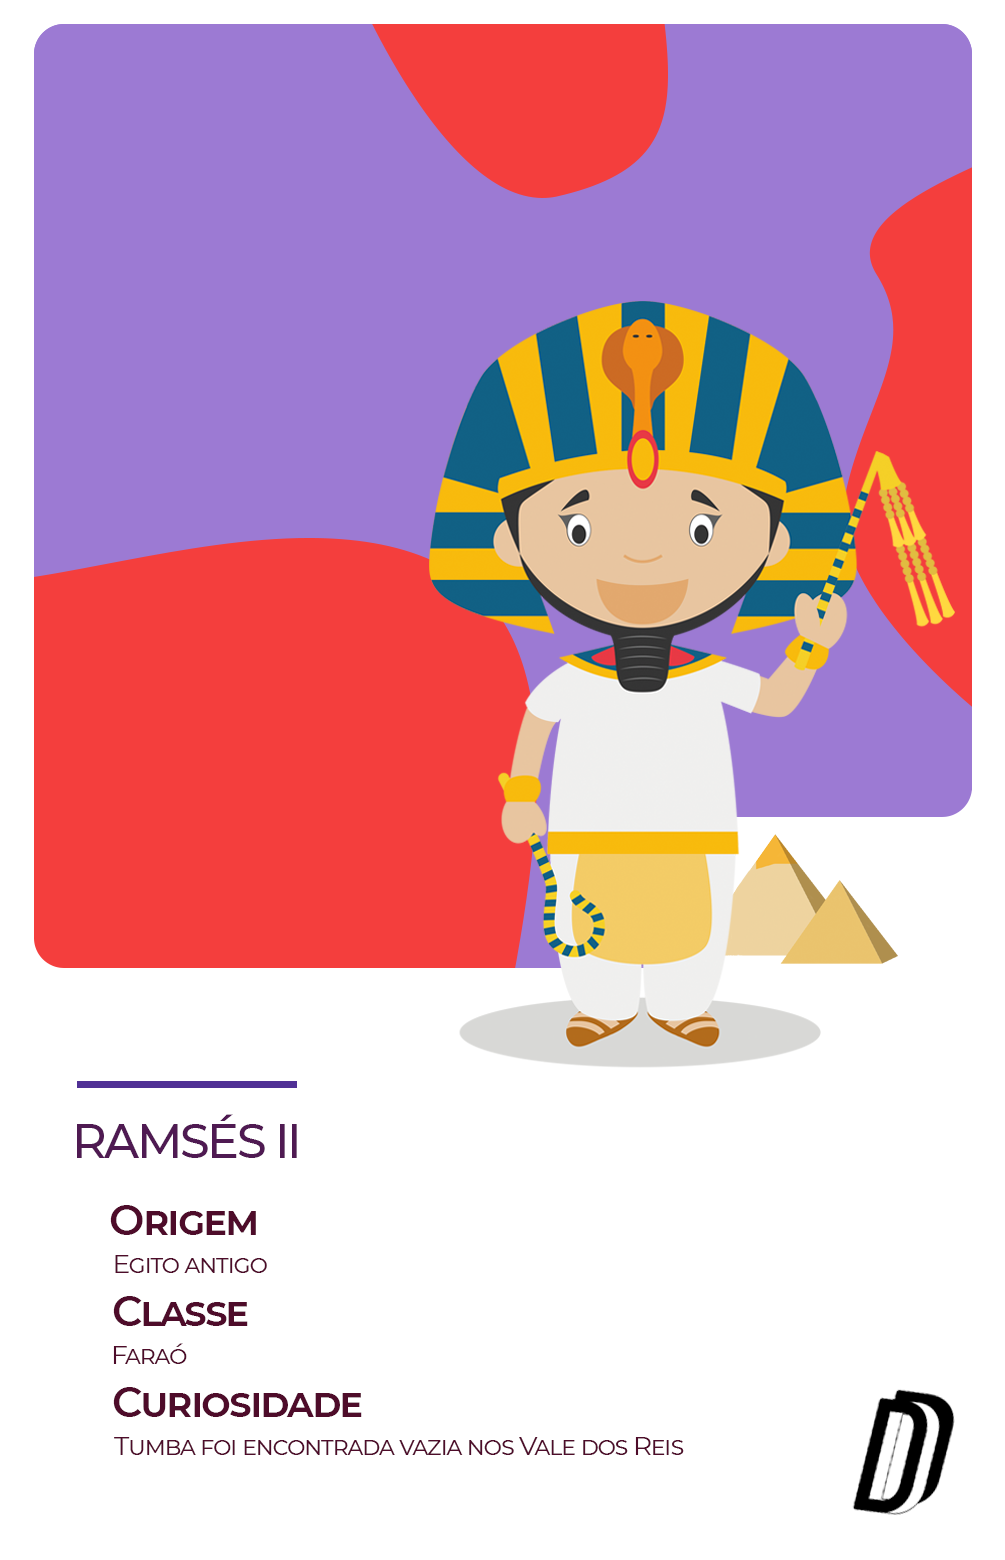 RAMSÉS II
ORIGEM
EGITO ANTIGO
CLASSE
FARAÓ
CURIOSIDADE
TUMBA FOI ENCONTRADA VAZIA NOS VALE DOS REIS